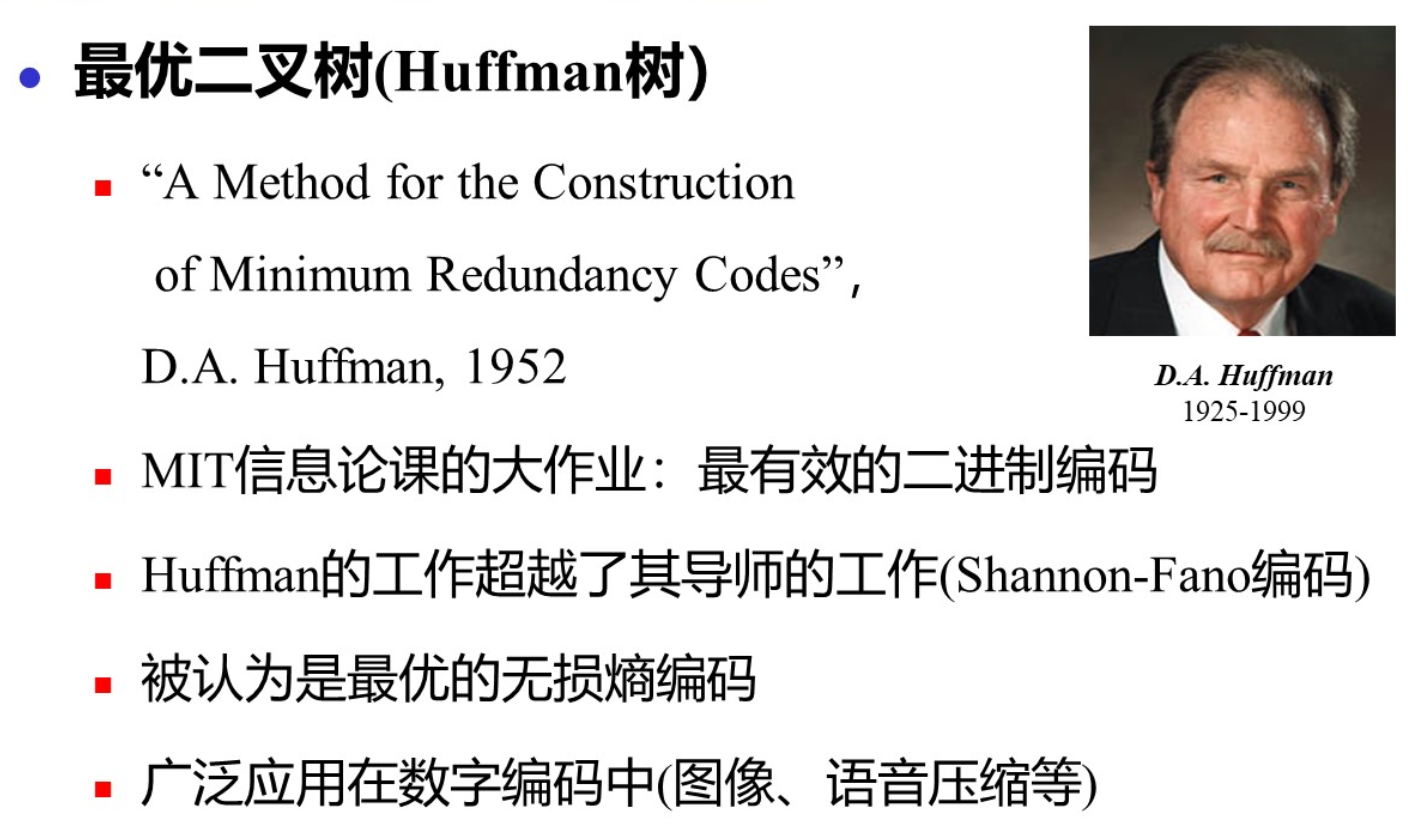 最优二叉树(Huffman树)
“A Method for the Construction
of Minimum Redundancy Codes”,
D.A. Huffman, 1952
D.A. Huffman
1925-1999
MIT信息论课的大作业：最有效的二进制编码
Huffman的工作超越了其导师的工作(Shannon-Fano编码)
被认为是最优的无损熵编码
广泛应用在数字编码中(图像、语音压缩等)